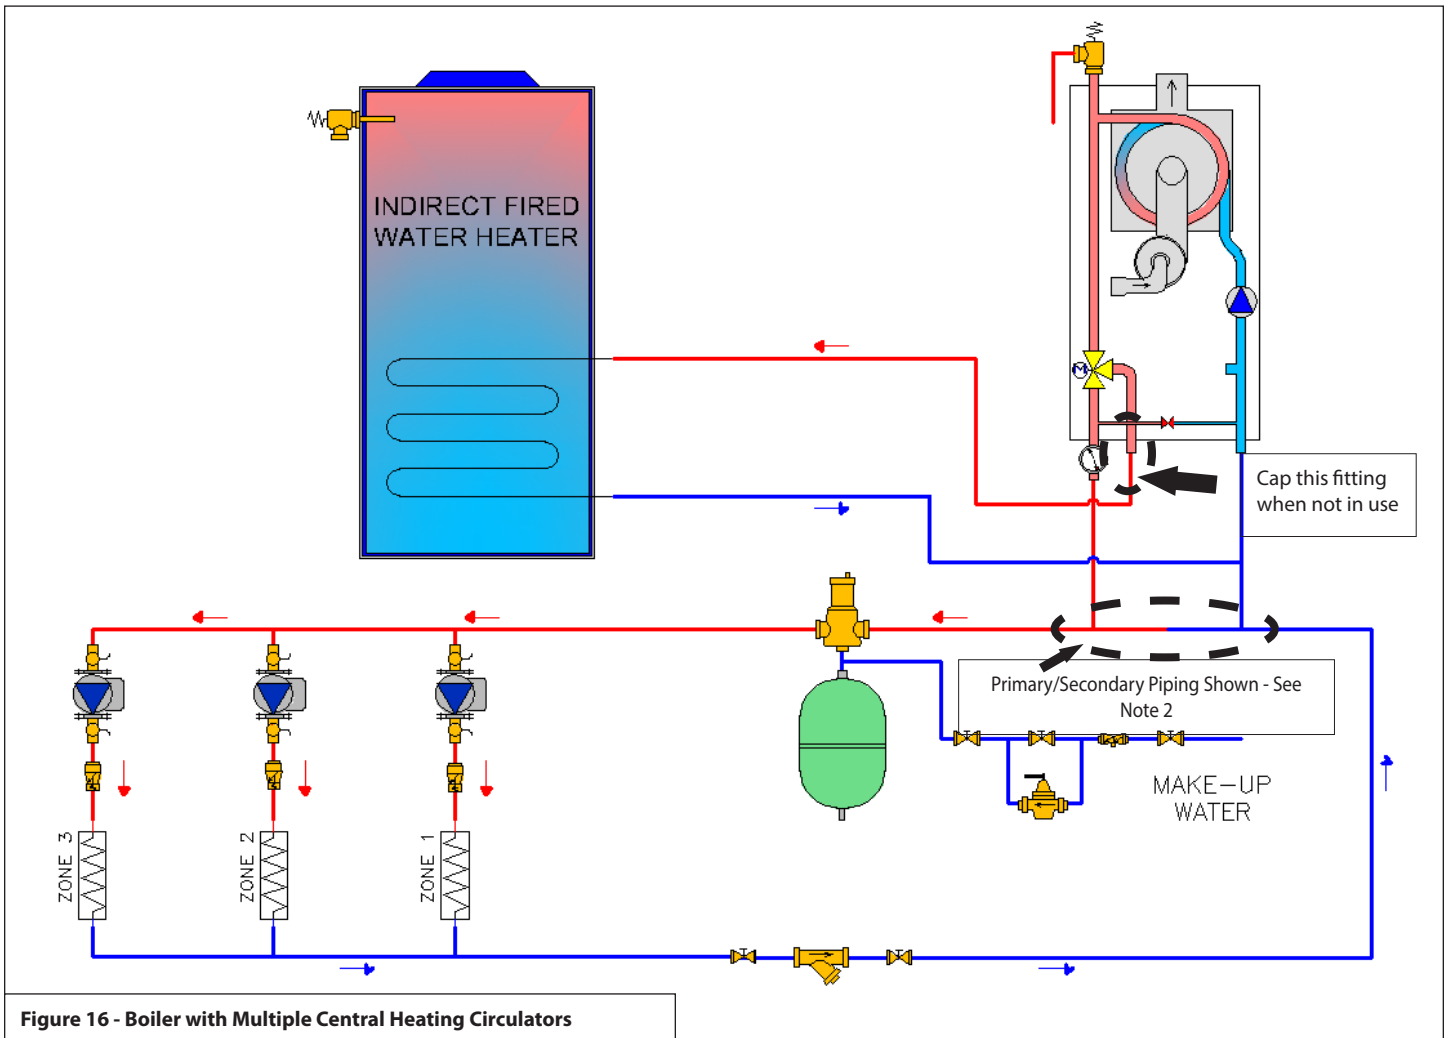 INDIRECT FIRED
WATER HEATER
M
Cap this fitting
when not in use
Primary/Secondary Piping Shown - See
Note 2
MAKE-UP
WATER
ZONE 3
ZONE 2
ZONE 1
Figure 16 - Boiler with Multiple Central Heating Circulators